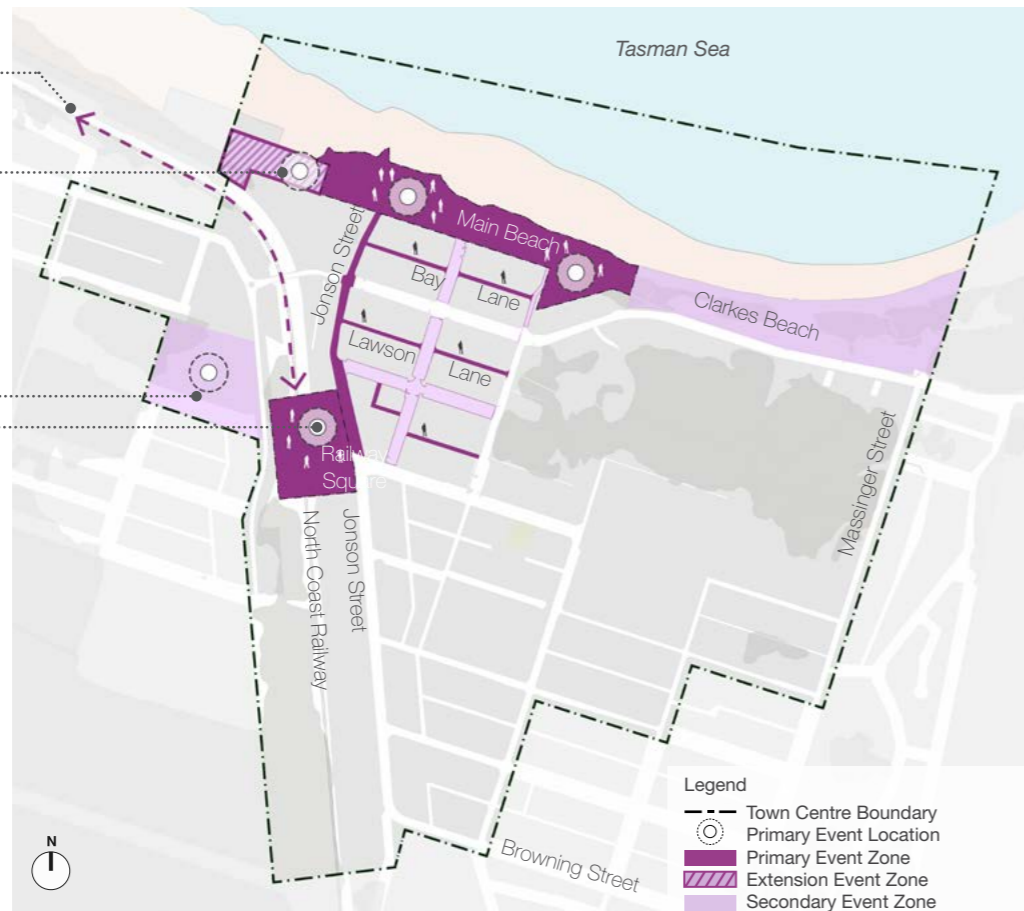 Tasman Sea
Main Beach
Jonson Street
Bay
Lane
Clarkes Beach
Lawson
Lane
Railway
Square
Massinger Street
North Coast Railway
Jonson Street
Browning Street
N
Legend
Town Centre Boundary
Primary Event Location
Primary Event Zone
Extension Event Zone
Secondary Event Zone